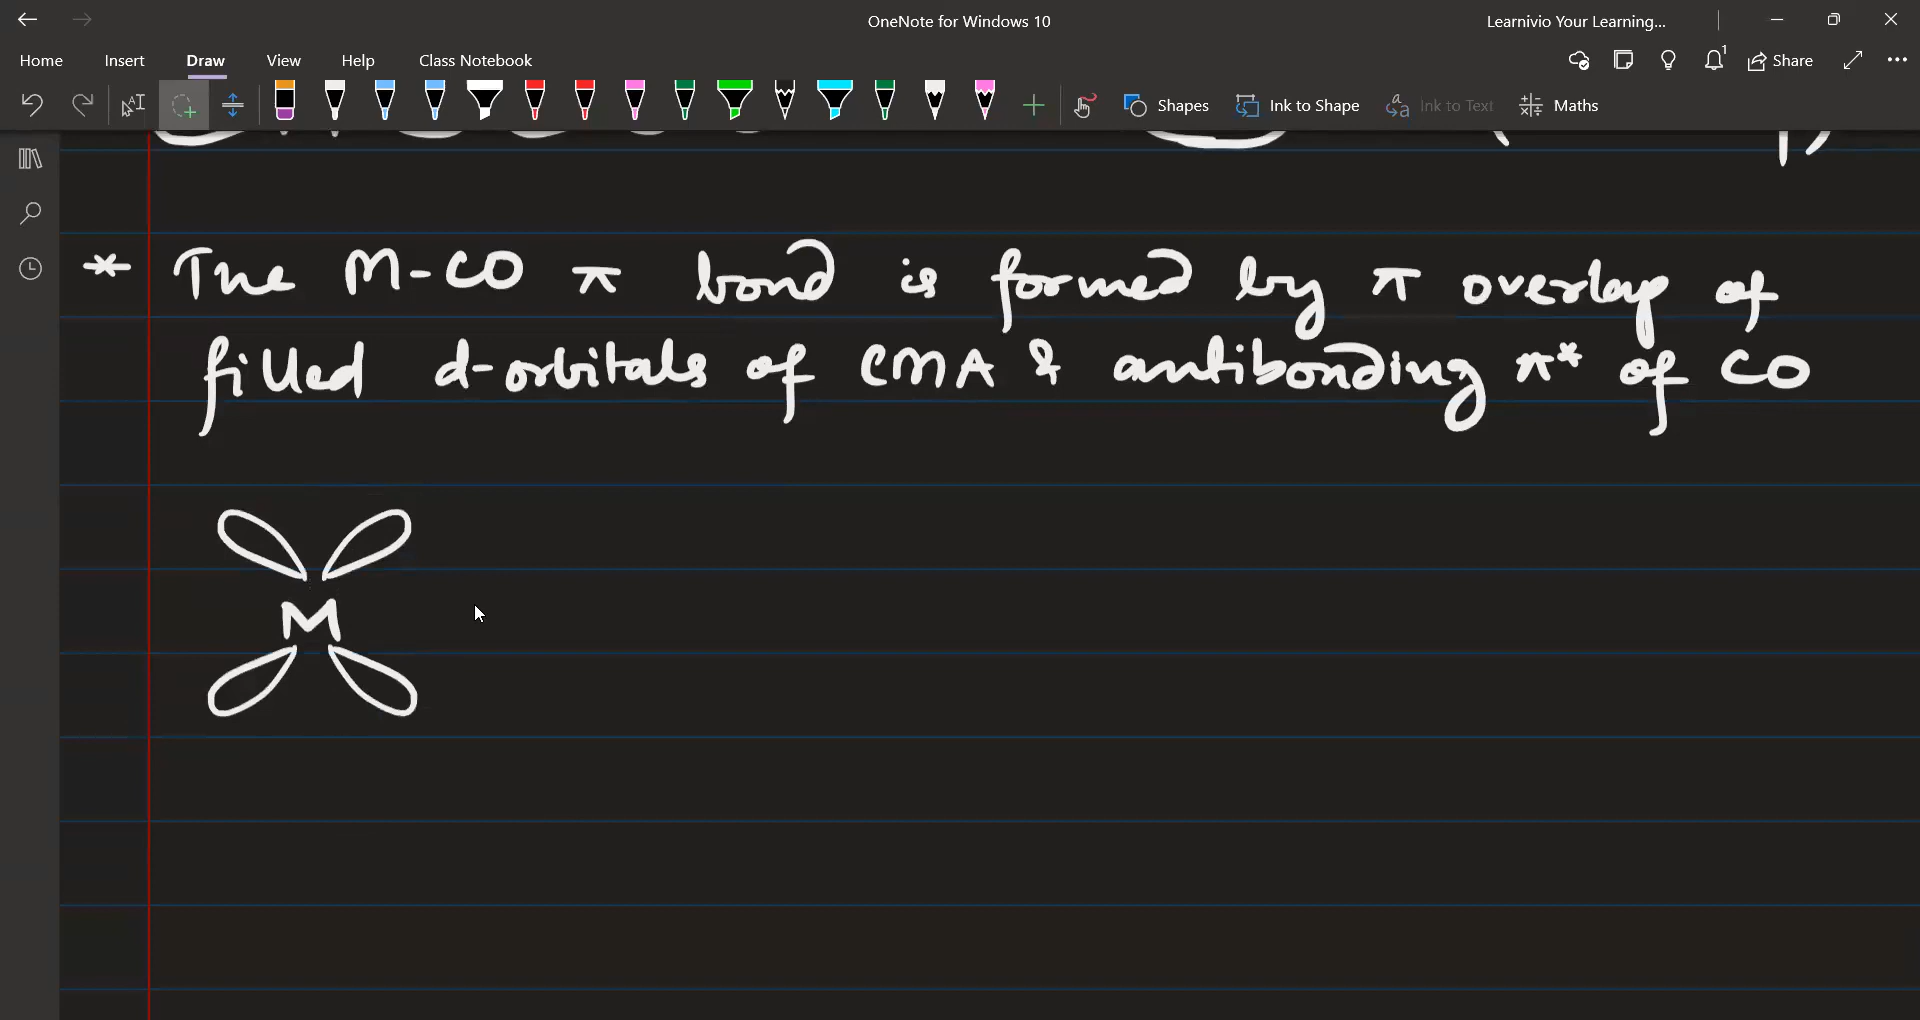 OneNote for Windows 10
Learnivio Your Learning...
Home Insert Draw View Help Class Notebook
1 Share
Shapes Ink to Shape Ink to Text Maths
* The M-CO π bond is formed by π overlap of
filled d-orbitals of CMA & antibonding π* of CO
M